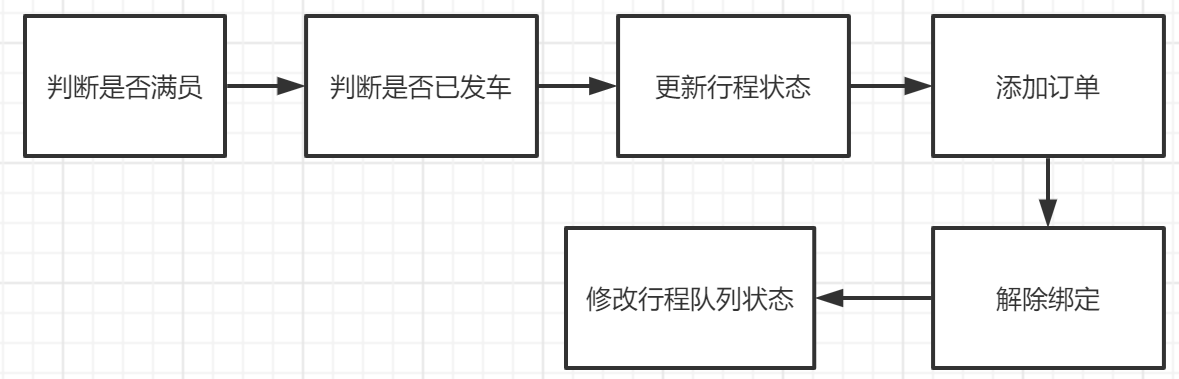 判断是否满员
判断是否已发车
更新行程状态
添加订单
修改行程队列状态
解除绑定